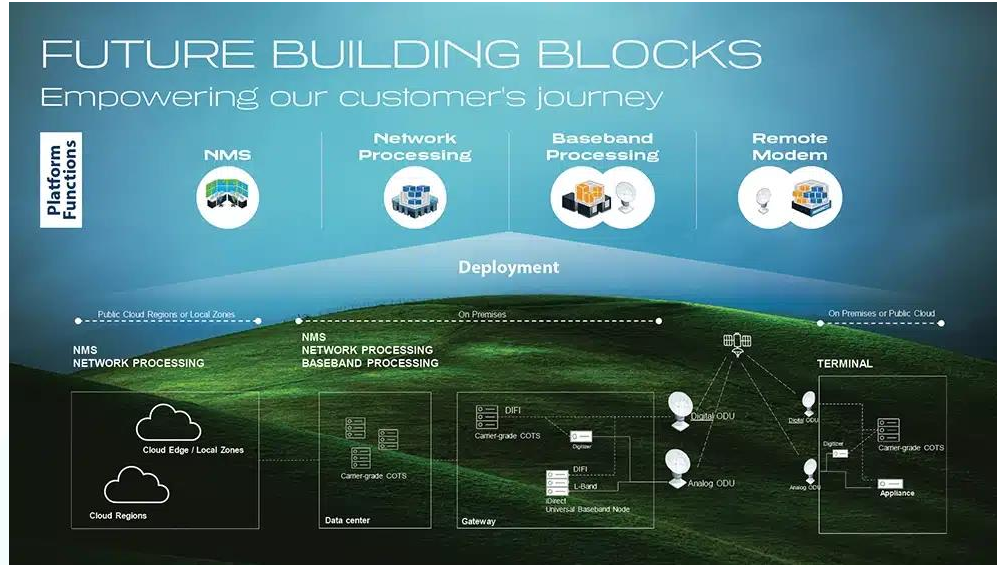 FUTURE BUILDING BLOCKS
Empowering our customer's journey
Platform
Functions
NMS
Network
Processing
Baseband
Processing
Remote
Modem
Deployment
Public Cloud Regions or Local Zones
On Premises
On Premises or Public Cloud
NMS
NETWORK PROCESSING
NMS
NETWORK PROCESSING
BASEBAND PROCESSING
TERMINAL
Cloud Edge / Local Zones
Cloud Regions
Carrier-grade COTS
Data center
DIFI
Carrier-grade COTS
Digitizer
DIFI
L-Band
iDirect
Universal Baseband Node
Gateway
Digital ODU
Analog ODU
Digital ODU
Analog ODU
Digitizer
Carrier-grade COTS
Appliance